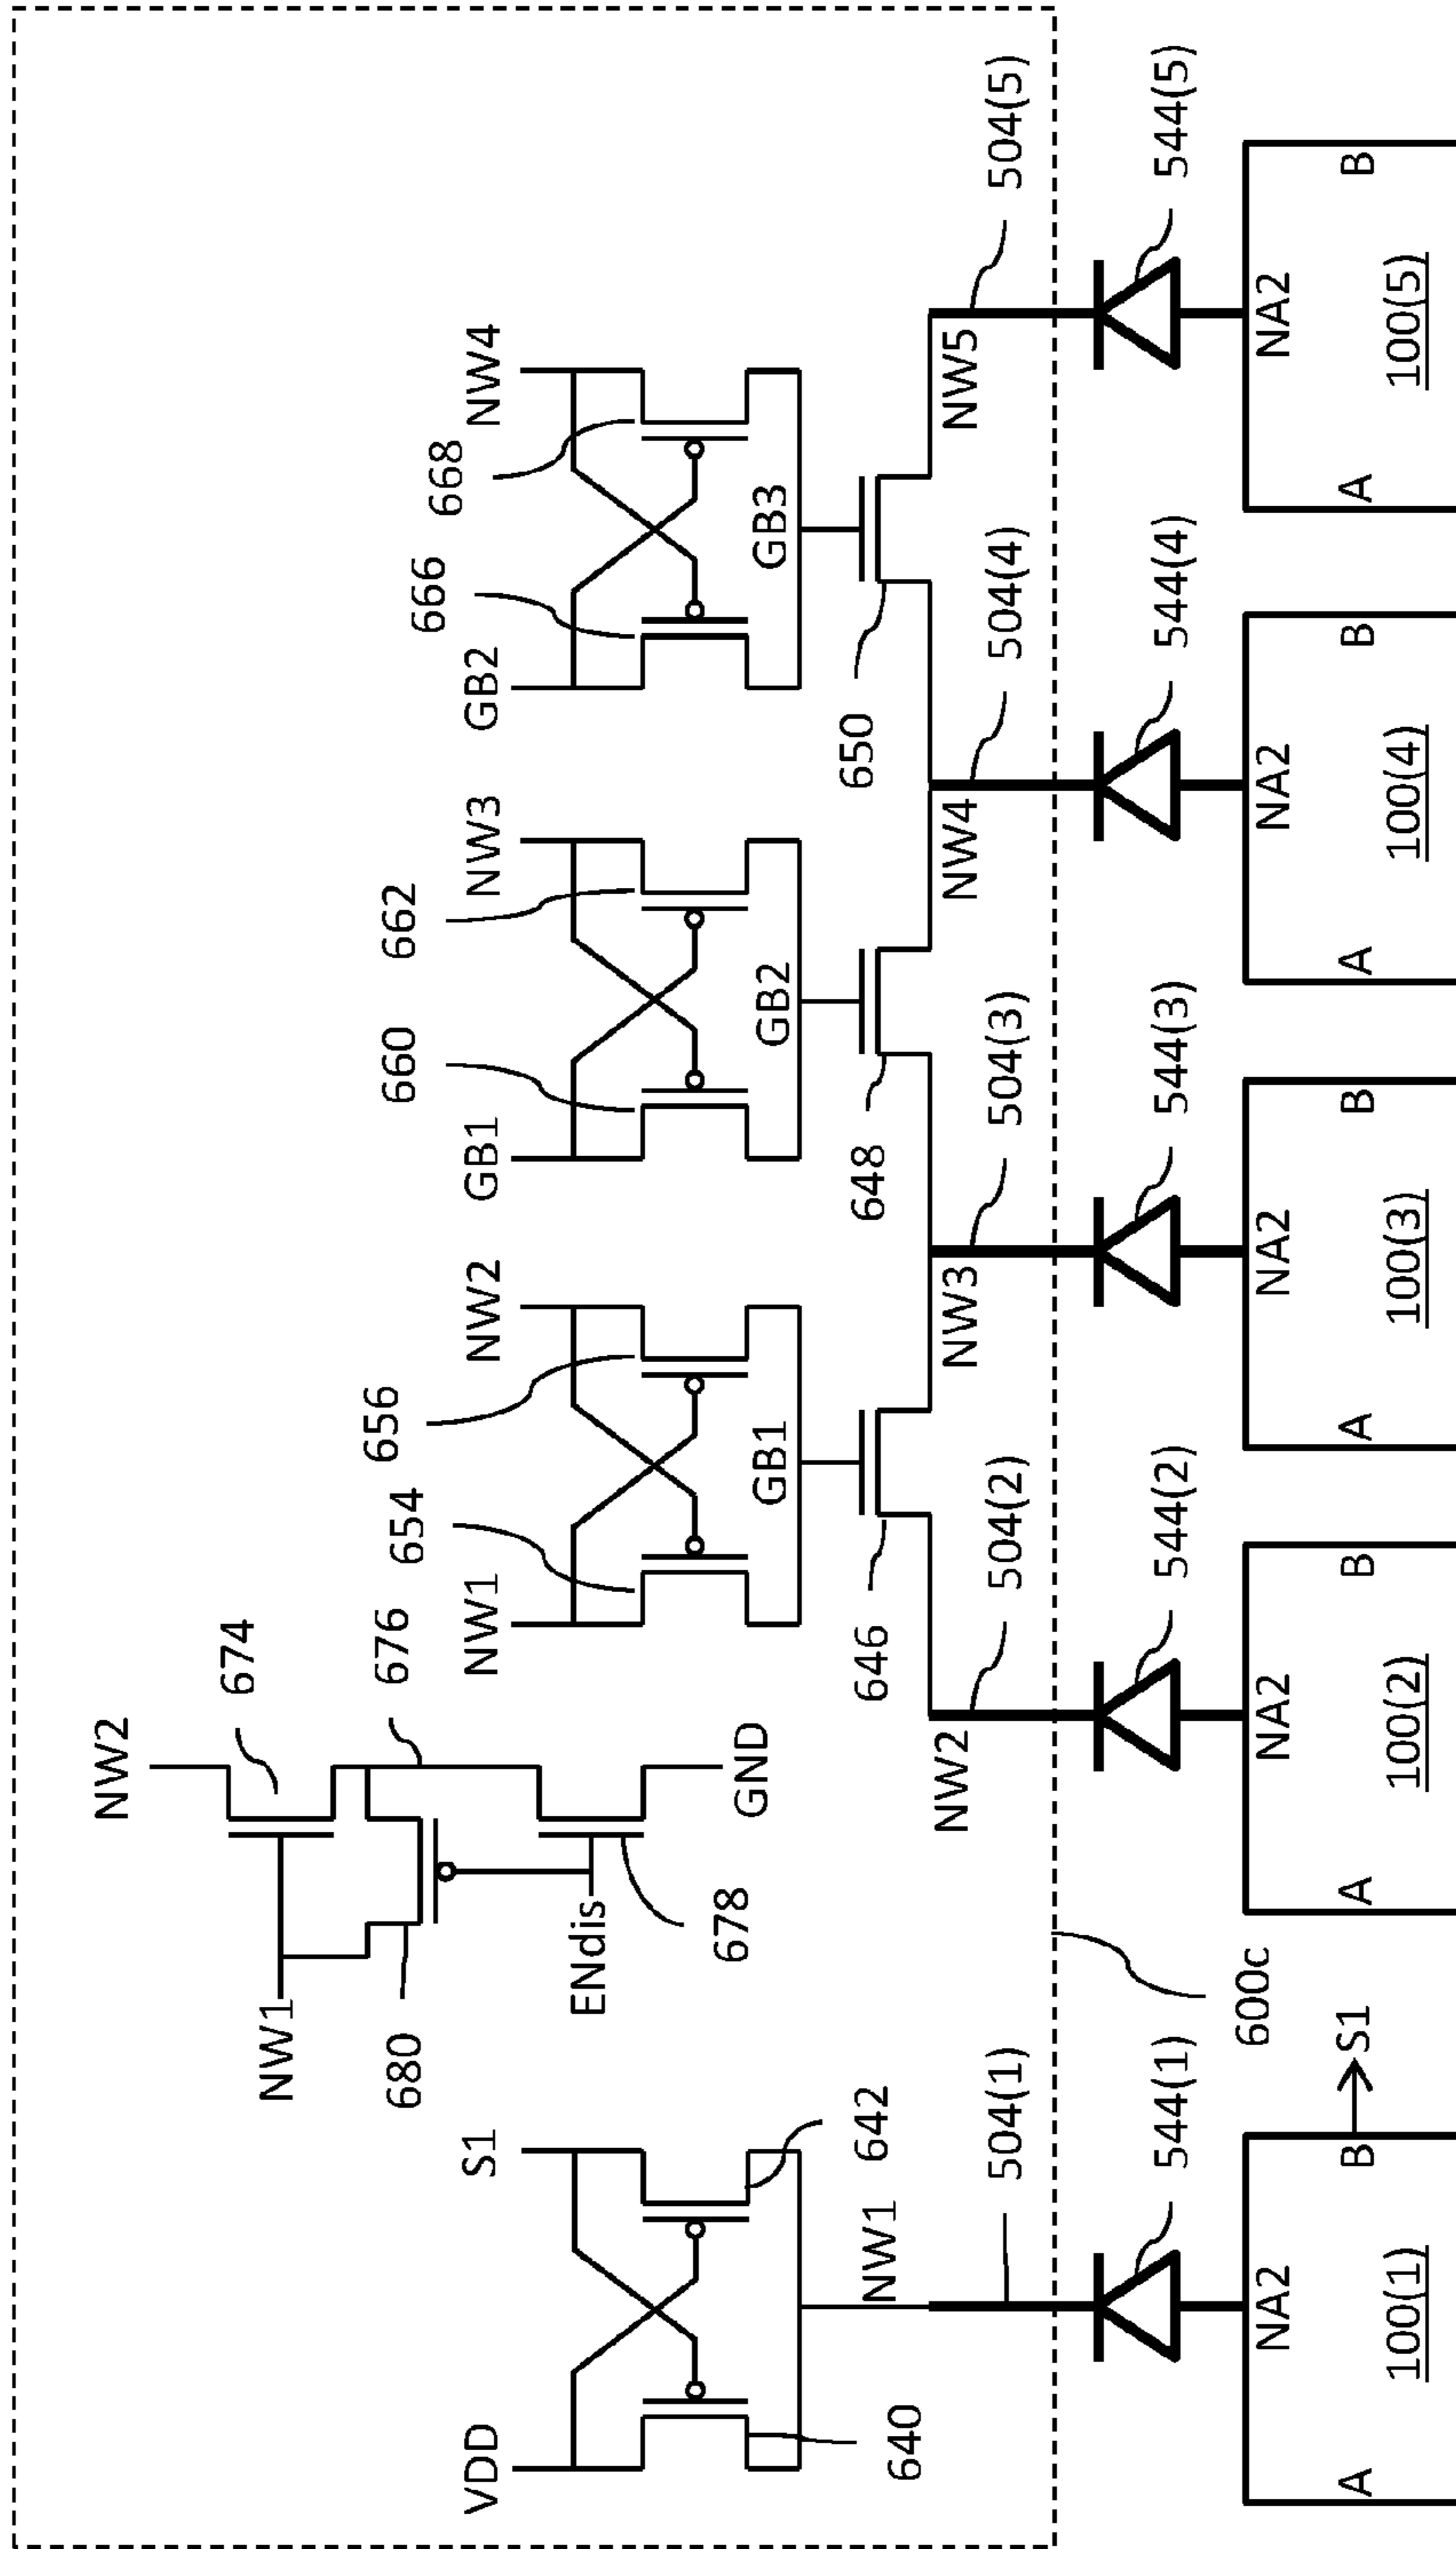 NW2
674
NW1
676
680
ENdis
678
GND
VDD
S1
640
642
NW1
504(1)
NW1
NW2
654
656
GB1
646
NW2
504(2)
GB1
NW3
660
662
GB2
648
NW3
504(3)
GB2
NW4
666
668
GB3
650
NW4
504(4)
NW5
504(5)
600c
544(1)
544(2)
544(3)
544(4)
544(5)
NA2
A
B
S1
100(1)
NA2
A
B
100(2)
NA2
A
B
100(3)
NA2
A
B
100(4)
NA2
A
B
100(5)